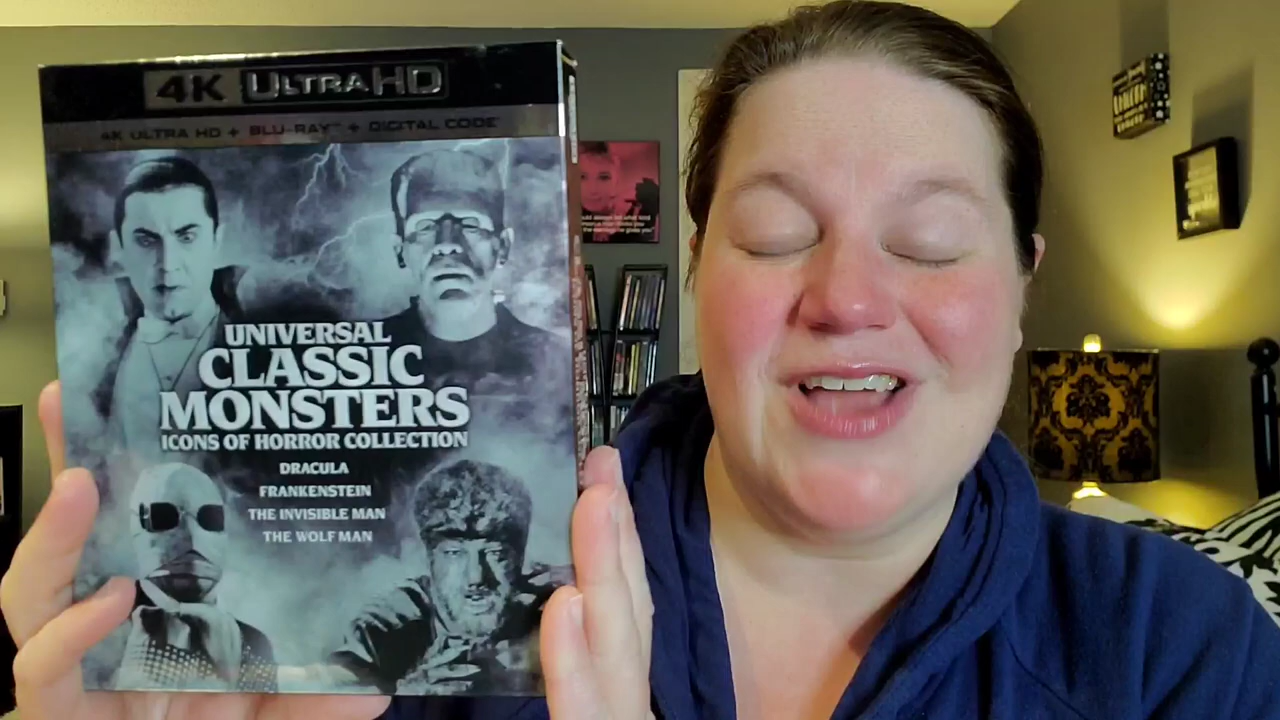 4K ULTRA HD
4K ULTRA HD + BLU-RAY™ + DIGITAL CODE
UNIVERSAL
CLASSIC
MONSTERS
ICONS OF HORROR COLLECTION
DRACULA
FRANKENSTEIN
THE INVISIBLE MAN
THE WOLF MAN